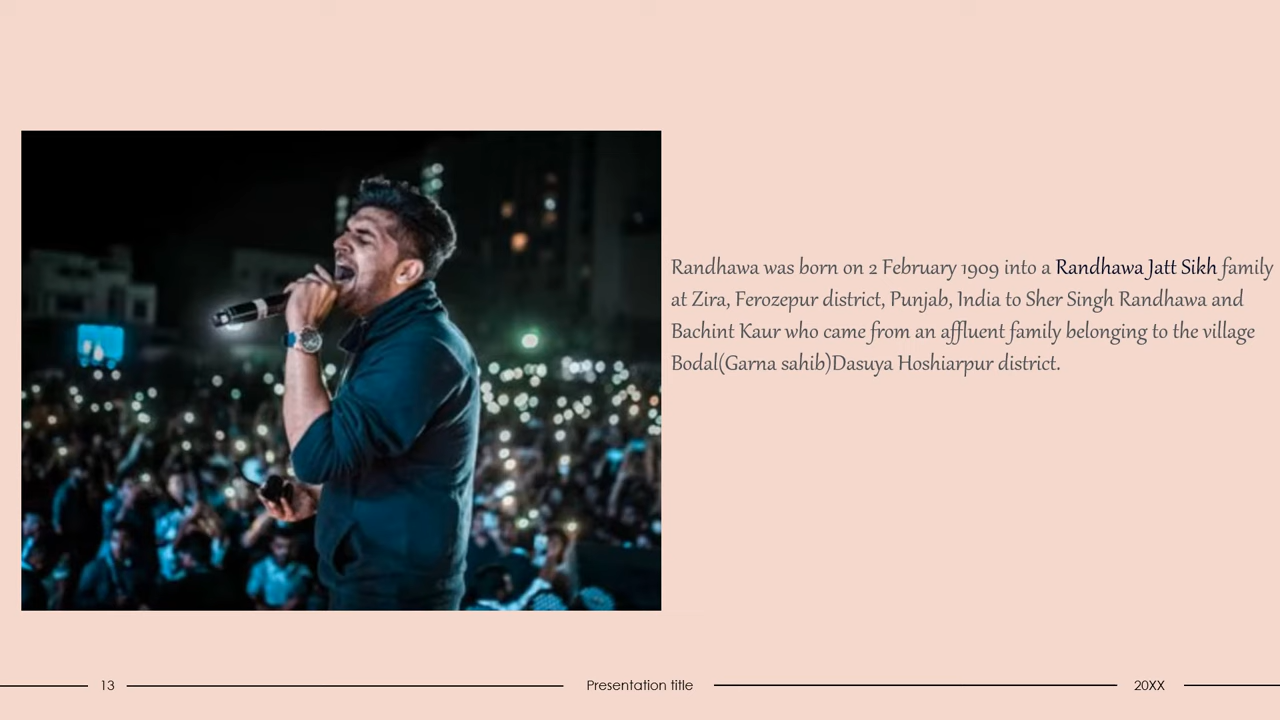 Randhawa was born on 2 February 1909 into a Randhawa Jatt Sikh family
at Zira, Ferozepur district, Punjab, India to Sher Singh Randhawa and
Bachint Kaur who came from an affluent family belonging to the village
Bodal(Garna sahib)Dasuya Hoshiarpur district.
13
Presentation title
20XX